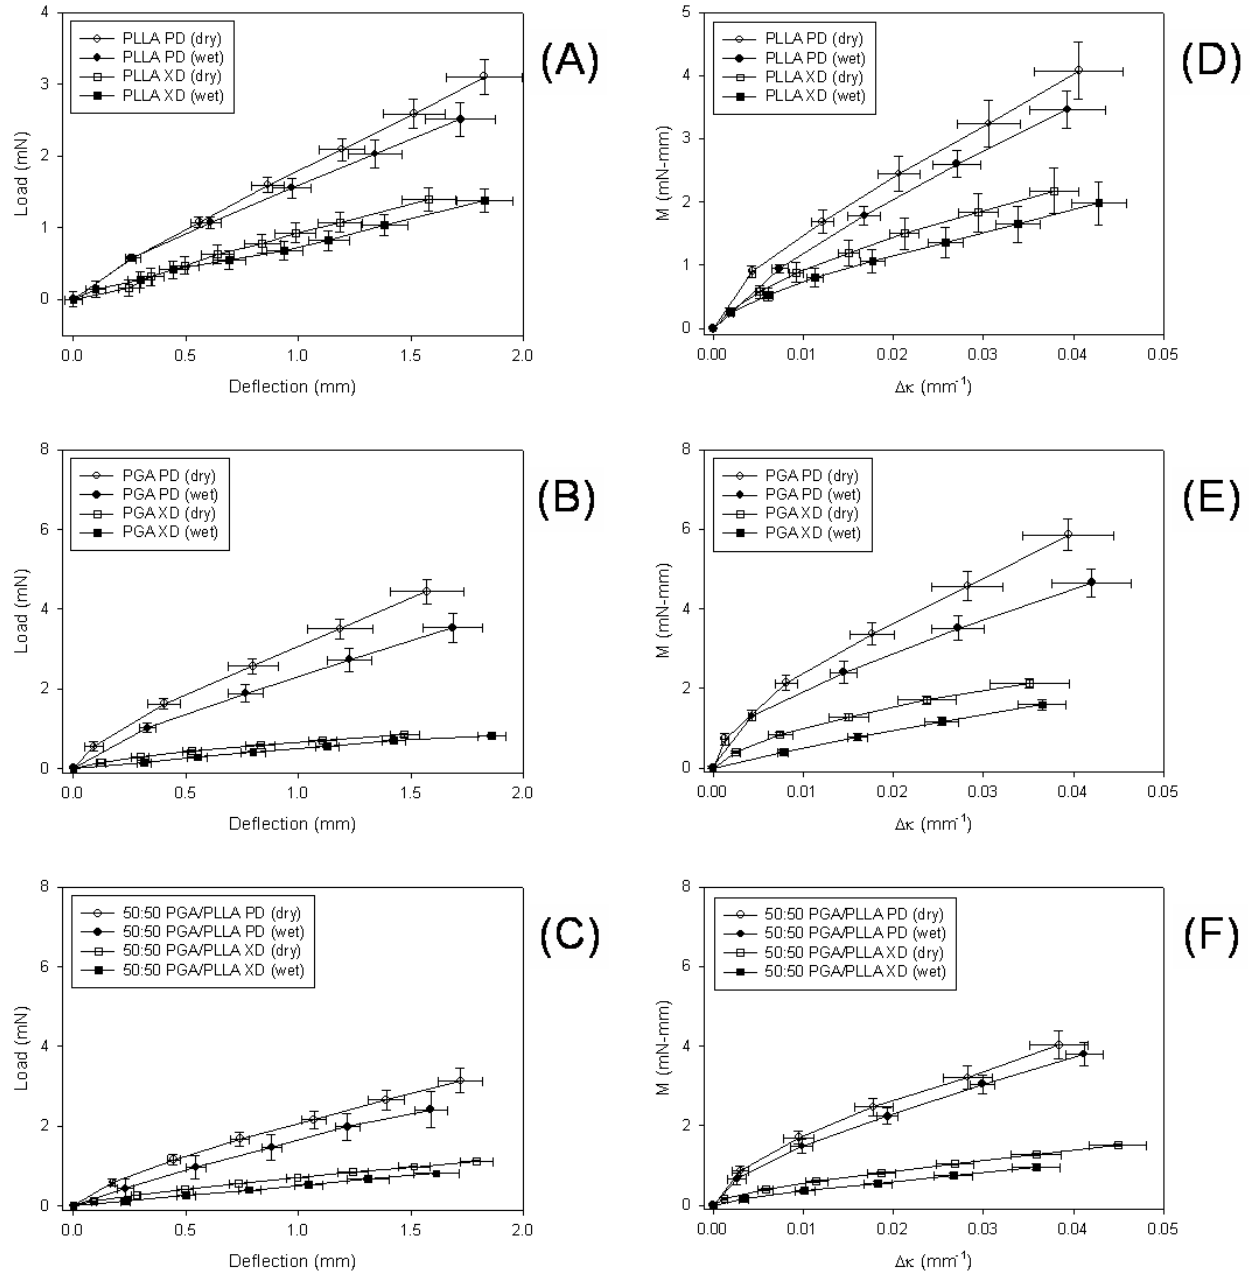 PLLA PD (dry)
PLLA PD (wet)
PLLA XD (dry)
PLLA XD (wet)
(A)
Load (mN)
4
3
2
1
0
0.0 0.5 1.0 1.5 2.0
Deflection (mm)
PLLA PD (dry)
PLLA PD (wet)
PLLA XD (dry)
PLLA XD (wet)
(D)
M (mN-mm)
5
4
3
2
1
0
0.00 0.01 0.02 0.03 0.04 0.05
Δκ (mm⁻¹)
PGA PD (dry)
PGA PD (wet)
PGA XD (dry)
PGA XD (wet)
(B)
Load (mN)
8
6
4
2
0
0.0 0.5 1.0 1.5 2.0
Deflection (mm)
PGA PD (dry)
PGA PD (wet)
PGA XD (dry)
PGA XD (wet)
(E)
M (mN-mm)
8
6
4
2
0
0.00 0.01 0.02 0.03 0.04 0.05
Δκ (mm⁻¹)
50:50 PGA/PLLA PD (dry)
50:50 PGA/PLLA PD (wet)
50:50 PGA/PLLA XD (dry)
50:50 PGA/PLLA XD (wet)
(C)
Load (mN)
8
6
4
2
0
0.0 0.5 1.0 1.5 2.0
Deflection (mm)
50:50 PGA/PLLA PD (dry)
50:50 PGA/PLLA PD (wet)
50:50 PGA/PLLA XD (dry)
50:50 PGA/PLLA XD (wet)
(F)
M (mN-mm)
8
6
4
2
0
0.00 0.01 0.02 0.03 0.04 0.05
Δκ (mm⁻¹)